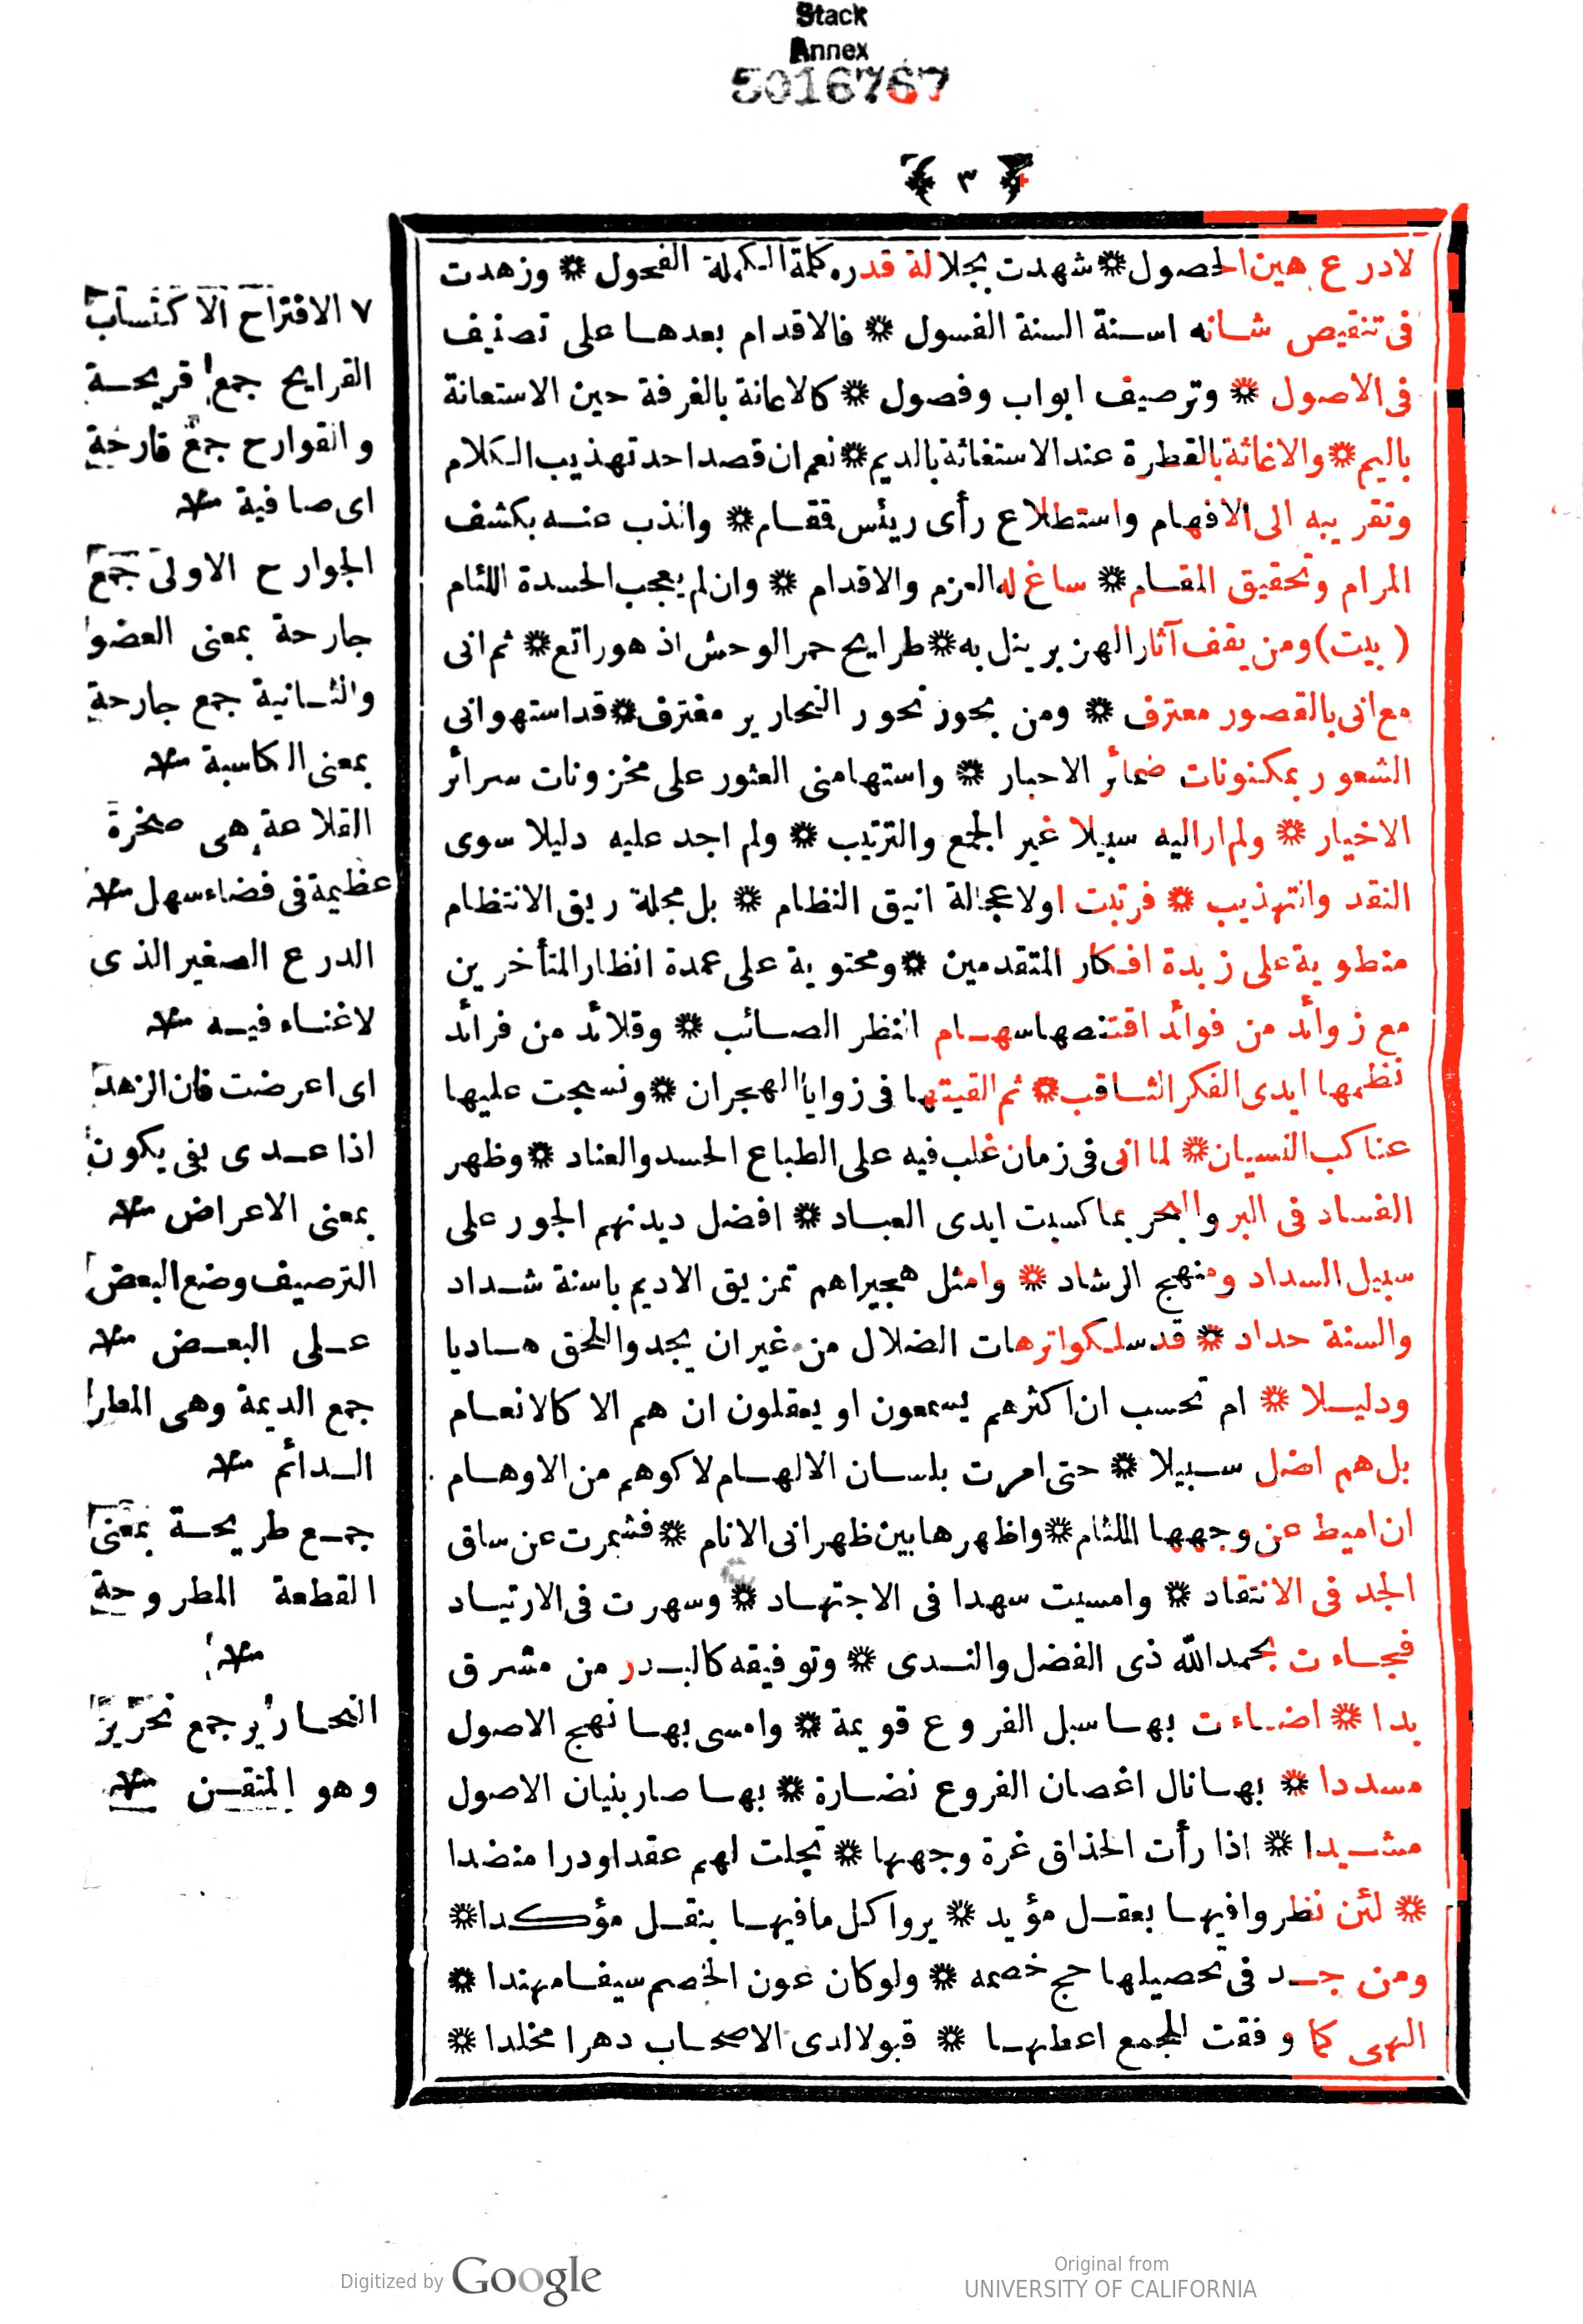 Stack
Annex
5016767
﴿ ٣ ﴾
لادرع هين الحصول ❋ شهدت بجلالة قدره كلمة الكملة الفحول ❋ وزهدت
فى تنقيص شانه اسنة السنة الفسول ❋ فالاقدام بعدها على تصنيف
فى الاصول ❋ وترصيف ابواب وفصول ❋ كالاعانة بالغرفة حين الاستعانة
باليم ❋ والاغاثة بالقطرة عند الاستغاثة بالديم ❋ نعم ان قصد احد تهذيب الكلام
وتقريبه الى الافهام واستطلاع رأى ريئس ققام ❋ وانذب عنه بكشف
المرام وتحقيق المقام ❋ ساغ له العزم والاقدام ❋ وان لم يعجب الحسدة اللئام
( بيت) ومن يقف آثار الهزبر ينل به ❋ طرايح حمر الوحش اذ هو راتع ❋ ثم انى
مع انى بالقصور معترف ❋ ومن بحوز نحور النحارير مغترف ❋ قد استهوانى
الشعور بمكنونات ضمائر الاحبار ❋ واستهامنى العثور على مخزونات سرائر
الاخيار ❋ ولم ار اليه سبيلا غير الجمع والترتيب ❋ ولم اجد عليه دليلا سوى
النقد والتهذيب ❋ فرتبت اولا عجالة انيق النظام ❋ بل مجلة ريق الانتظام
منطوية على زبدة افكار المتقدمين ❋ ومحتوية على عمدة انظار المتأخرين
مع زوائد من فوائد اقتنصها سهام النظر الصائب ❋ وقلائد من فرائد
نظمها ايدى الفكر الثاقب ❋ ثم القيتها فى زوايا الهجران ❋ ونسجت عليها
عناكب النسيان ❋ لما انى فى زمان غلب فيه على الطباع الحسد والعناد ❋ وظهر
الفساد فى البر والبحر بما كسبت ايدى العباد ❋ افضل ديدنهم الجور على
سبيل السداد ومنهج الرشاد ❋ وامثل هجيراهم تمزيق الاديم باسنة شداد
والسنة حداد ❋ قد سلكوا ترهات الضلال من غير ان يجدوا للحق هاديا
ودليلا ❋ ام تحسب ان اكثرهم يسمعون او يعقلون ان هم الا كالانعام
بل هم اضل سبيلا ❋ حتى امرت بلسان الالهام لا كوهم من الاوهام
ان اميط عن وجهها اللثام ❋ واظهرها بين ظهرانى الانام ❋ فشمرت عن ساق
الجد فى الانتقاد ❋ وامسيت سهدا فى الاجتهاد ❋ وسهرت فى الارتياد
فجاءت بحمد الله ذى الفضل والندى ❋ وتوفيقه كالبدر من مشرق
بدا ❋ اضاءت بها سبل الفروع قويمة ❋ وامسى بها نهج الاصول
مسددا ❋ بها نال اغصان الفروع نضارة ❋ بها صار بنيان الاصول
مشيدا ❋ اذا رأت الحذاق غرة وجهها ❋ تجلت لهم عقدا ودرا منضدا
❋ لئن نظروا فيها بعقل مؤيد ❋ يروا كل ما فيها بنقل مؤكدا ❋
ومن جد فى تحصيلها حج خصمه ❋ ولو كان عون الخصم سيفا مهندا ❋
الهى كما وفقت للجمع اعطها ❋ قبولا لدى الاصحاب دهرا مخلدا ❋
٧ الاقتراح الاكتساب
القرايح جمع قريحة
والقوارح جمع قارحة
اى صافية منه
الجوارح الاولى جمع
جارحة بمعنى العضو
والثانية جمع جارحة
بمعنى الكاسبة منه
القلاعة هى صخرة
عظيمة فى فضاء سهل منه
الدرع الصغير الذى
لاغناء فيه منه
اى اعرضت فان الزهد
اذا عدى بفى يكون
بمعنى الاعراض منه
الترصيف وضع البعض
على البعض منه
جمع الديمة وهى المطر
الدائم منه
جمع طريحة بمعنى
القطعة المطروحة
منه
النحارير جمع نحرير
وهو المتقن منه
Digitized by Google
Original from
UNIVERSITY OF CALIFORNIA